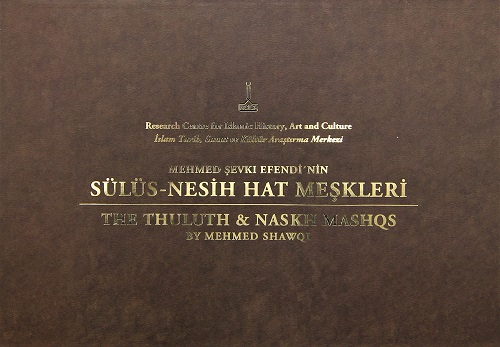 Research Centre for Islamic History, Art and Culture
İslam Tarih, Sanat ve Kültür Araştırma Merkezi
MEHMED ŞEVKI EFENDİ'NİN
SÜLÜS-NESİH HAT MEŞKLERİ
THE THULUTH & NASKH MASHQS
BY MEHMED SHAWQI